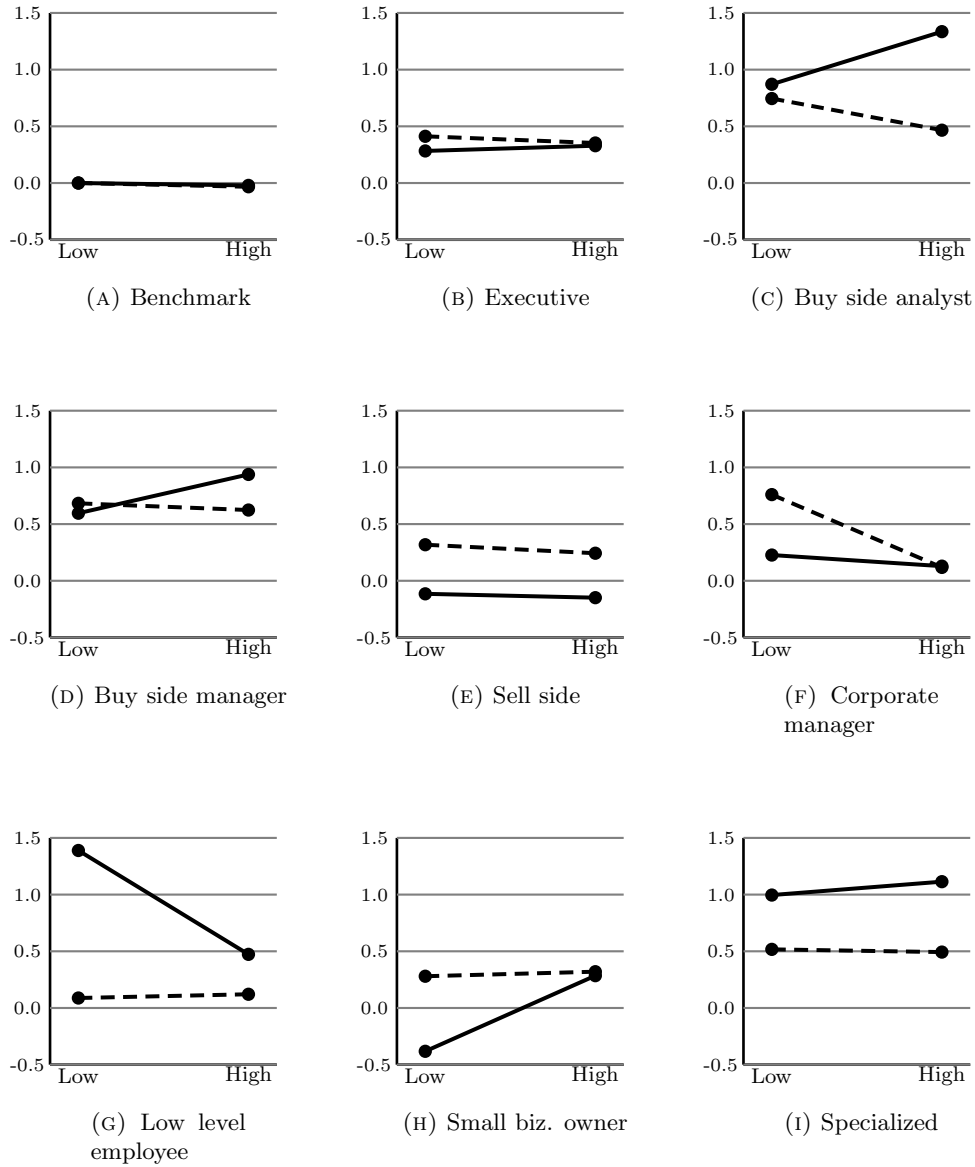 1.5 1.5 1.5
1.0 1.0 1.0
0.5 0.5 0.5
0.0 0.0 0.0
-0.5 -0.5 -0.5
Low High Low High Low High
(A) Benchmark (B) Executive (C) Buy side analyst
1.5 1.5 1.5
1.0 1.0 1.0
0.5 0.5 0.5
0.0 0.0 0.0
-0.5 -0.5 -0.5
Low High Low High Low High
(D) Buy side manager (E) Sell side (F) Corporate
manager
1.5 1.5 1.5
1.0 1.0 1.0
0.5 0.5 0.5
0.0 0.0 0.0
-0.5 -0.5 -0.5
Low High Low High Low High
(G) Low level (H) Small biz. owner (I) Specialized
employee